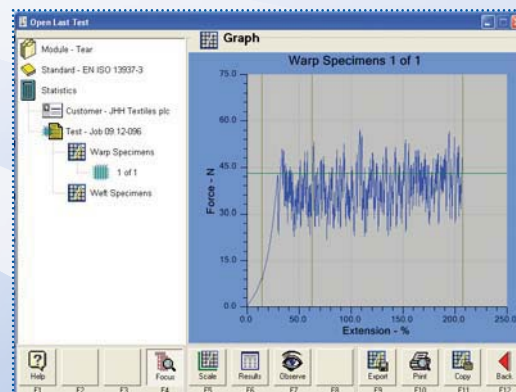 Open Last Test
Module - Tear
Standard - EN ISO 13937-3
Statistics
Customer - JHH Textiles plc
Test - Job 09.12-096
Warp Specimens
1 of 1
Weft Specimens
Graph
Warp Specimens 1 of 1
75.0
60.0
45.0
30.0
15.0
0.0
Force - N
0.0
50.0
100.0
150.0
200.0
250.0
Extension - %
Help
Focus
Scale
Results
Observe
Export
Print
Copy
Back
F1
F2
F3
F4
F5
F6
F7
F8
F9
F10
F11
F12